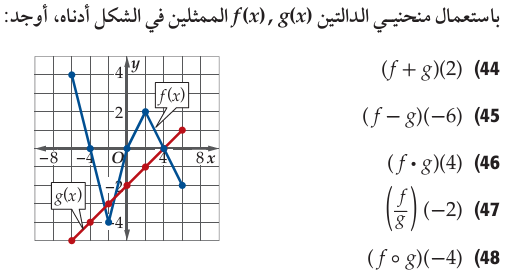 باستعمال منحنيي الدالتين f(x) , g(x) الممثلين في الشكل أدناه، أوجد:
(f + g)(2) (44
(f − g)(−6) (45
(f • g)(4) (46
(f/g)(−2) (47
(f ∘ g)(−4) (48
y
4
f(x)
2
−8 −4 O 4 8 x
−2
g(x)
−4